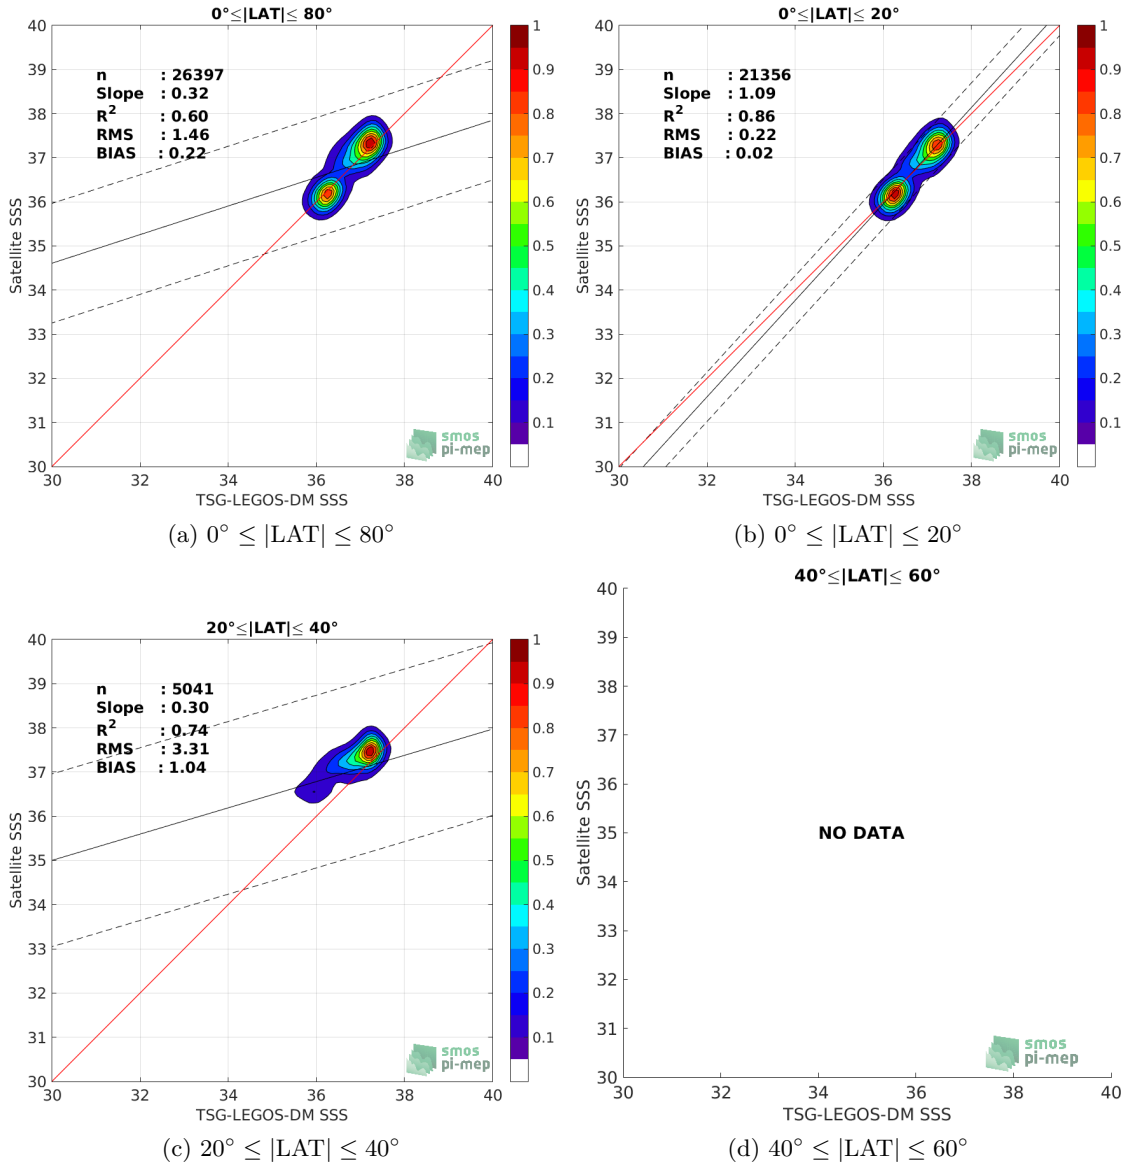 0°≤|LAT|≤ 80°
n : 26397
Slope : 0.32
R² : 0.60
RMS : 1.46
BIAS : 0.22
40
39
38
37
36
35
34
33
32
31
30
Satellite SSS
30 32 34 36 38 40
TSG-LEGOS-DM SSS
1
0.9
0.8
0.7
0.6
0.5
0.4
0.3
0.2
0.1
smos
pi-mep
(a) 0° ≤ |LAT| ≤ 80°
0°≤|LAT|≤ 20°
n : 21356
Slope : 1.09
R² : 0.86
RMS : 0.22
BIAS : 0.02
40
39
38
37
36
35
34
33
32
31
30
Satellite SSS
30 32 34 36 38 40
TSG-LEGOS-DM SSS
1
0.9
0.8
0.7
0.6
0.5
0.4
0.3
0.2
0.1
smos
pi-mep
(b) 0° ≤ |LAT| ≤ 20°
20°≤|LAT|≤ 40°
n : 5041
Slope : 0.30
R² : 0.74
RMS : 3.31
BIAS : 1.04
40
39
38
37
36
35
34
33
32
31
30
Satellite SSS
30 32 34 36 38 40
TSG-LEGOS-DM SSS
1
0.9
0.8
0.7
0.6
0.5
0.4
0.3
0.2
0.1
smos
pi-mep
(c) 20° ≤ |LAT| ≤ 40°
40°≤|LAT|≤ 60°
40
39
38
37
36
35
34
33
32
31
30
Satellite SSS
NO DATA
30 32 34 36 38 40
TSG-LEGOS-DM SSS
smos
pi-mep
(d) 40° ≤ |LAT| ≤ 60°